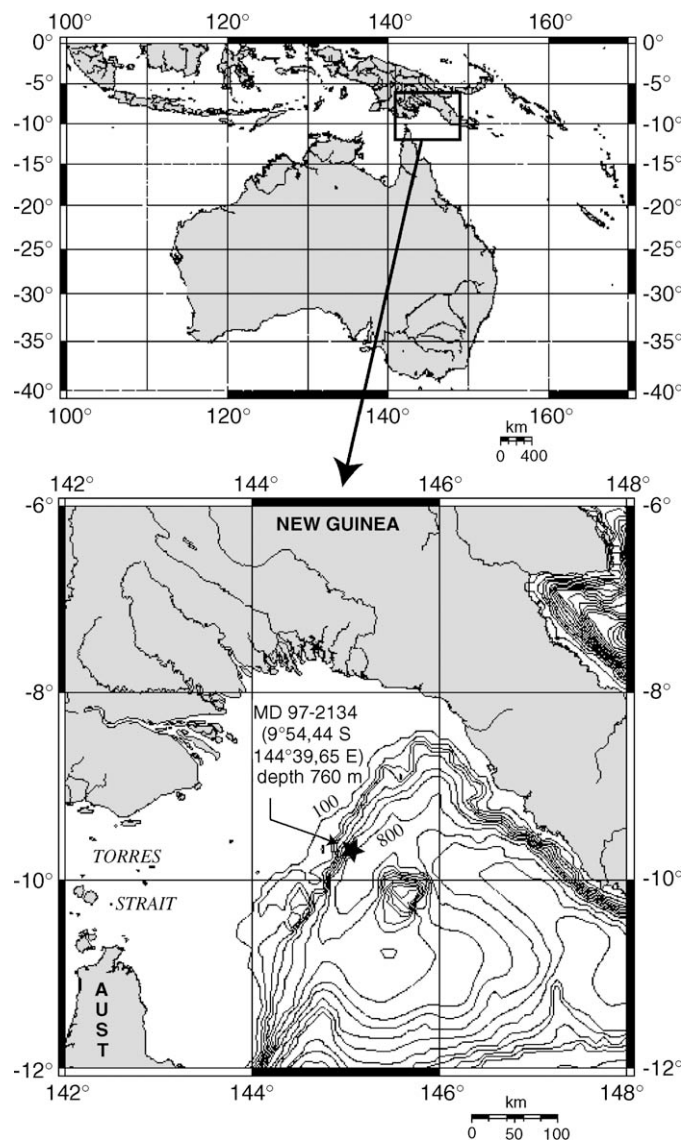 100° 120° 140° 160°
0° 0°
-5° -5°
-10° -10°
-15° -15°
-20° -20°
-25° -25°
-30° -30°
-35° -35°
-40° -40°
100° 120° 140° 160°
km
0 400
142° 144° 146° 148°
-6° -6°
NEW GUINEA
-8° -8°
MD 97-2134
(9°54,44 S
144°39,65 E)
depth 760 m
100
800
TORRES
-10° -10°
STRAIT
AUST
-12° -12°
142° 144° 146° 148°
km
0 50 100